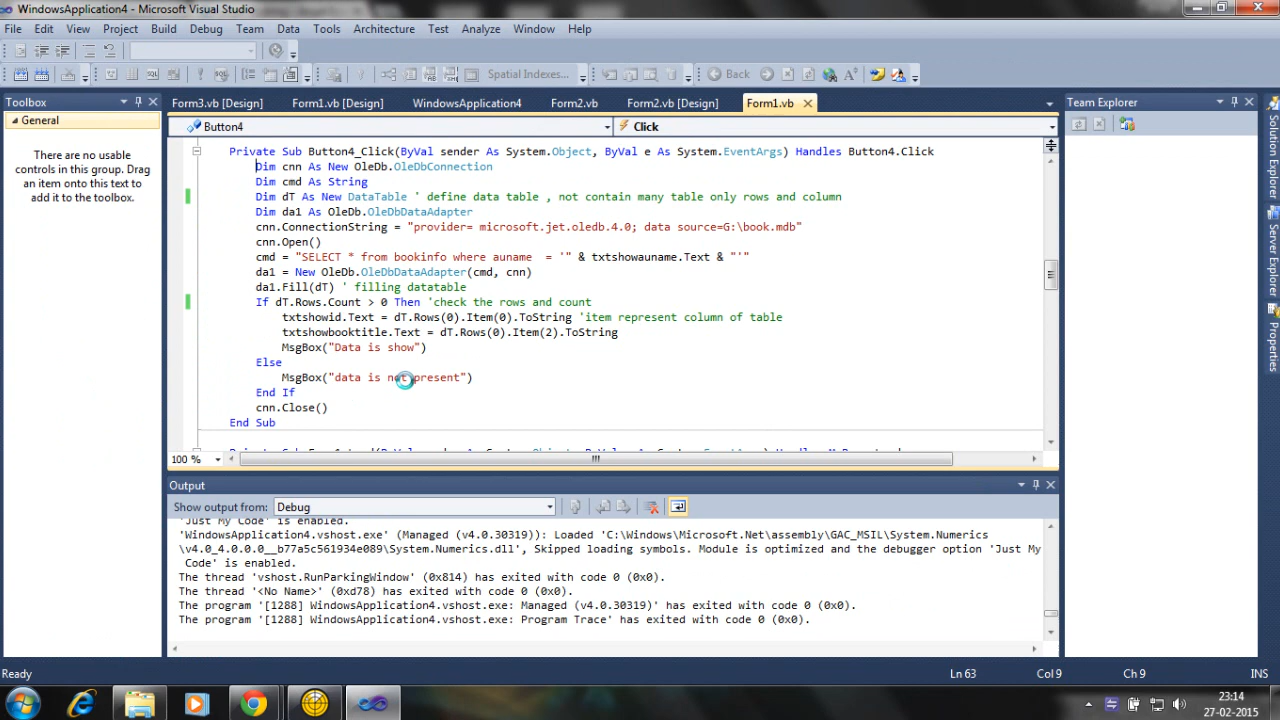 WindowsApplication4 - Microsoft Visual Studio
File Edit View Project Build Debug Team Data Tools Architecture Test Analyze Window Help
Spatial Indexes... Back
Toolbox
General
There are no usable
controls in this group. Drag
an item onto this text to
add it to the toolbox.
Form3.vb [Design] Form1.vb [Design] WindowsApplication4 Form2.vb Form2.vb [Design] Form1.vb
Button4 Click
Private Sub Button4_Click(ByVal sender As System.Object, ByVal e As System.EventArgs) Handles Button4.Click
Dim cnn As New OleDb.OleDbConnection
Dim cmd As String
Dim dT As New DataTable ' define data table , not contain many table only rows and column
Dim da1 As OleDb.OleDbDataAdapter
cnn.ConnectionString = "provider= microsoft.jet.oledb.4.0; data source=G:\book.mdb"
cnn.Open()
cmd = "SELECT * from bookinfo where auname  = '" & txtshowauname.Text & "'"
da1 = New OleDb.OleDbDataAdapter(cmd, cnn)
da1.Fill(dT) ' filling datatable
If dT.Rows.Count > 0 Then 'check the rows and count
txtshowid.Text = dT.Rows(0).Item(0).ToString 'item represent column of table
txtshowbooktitle.Text = dT.Rows(0).Item(2).ToString
MsgBox("Data is show")
Else
MsgBox("data is not present")
End If
cnn.Close()
End Sub
100 %
Output
Show output from: Debug
'Just My Code' is enabled.
'WindowsApplication4.vshost.exe' (Managed (v4.0.30319)): Loaded 'C:\Windows\Microsoft.Net\assembly\GAC_MSIL\System.Numerics
\v4.0_4.0.0.0__b77a5c561934e089\System.Numerics.dll', Skipped loading symbols. Module is optimized and the debugger option 'Just My
Code' is enabled.
The thread 'vshost.RunParkingWindow' (0x814) has exited with code 0 (0x0).
The thread '<No Name>' (0xd78) has exited with code 0 (0x0).
The program '[1288] WindowsApplication4.vshost.exe: Managed (v4.0.30319)' has exited with code 0 (0x0).
The program '[1288] WindowsApplication4.vshost.exe: Program Trace' has exited with code 0 (0x0).
Team Explorer
Solution Explorer
Server Explorer
Properties
Ready Ln 63 Col 9 Ch 9 INS
23:14
27-02-2015